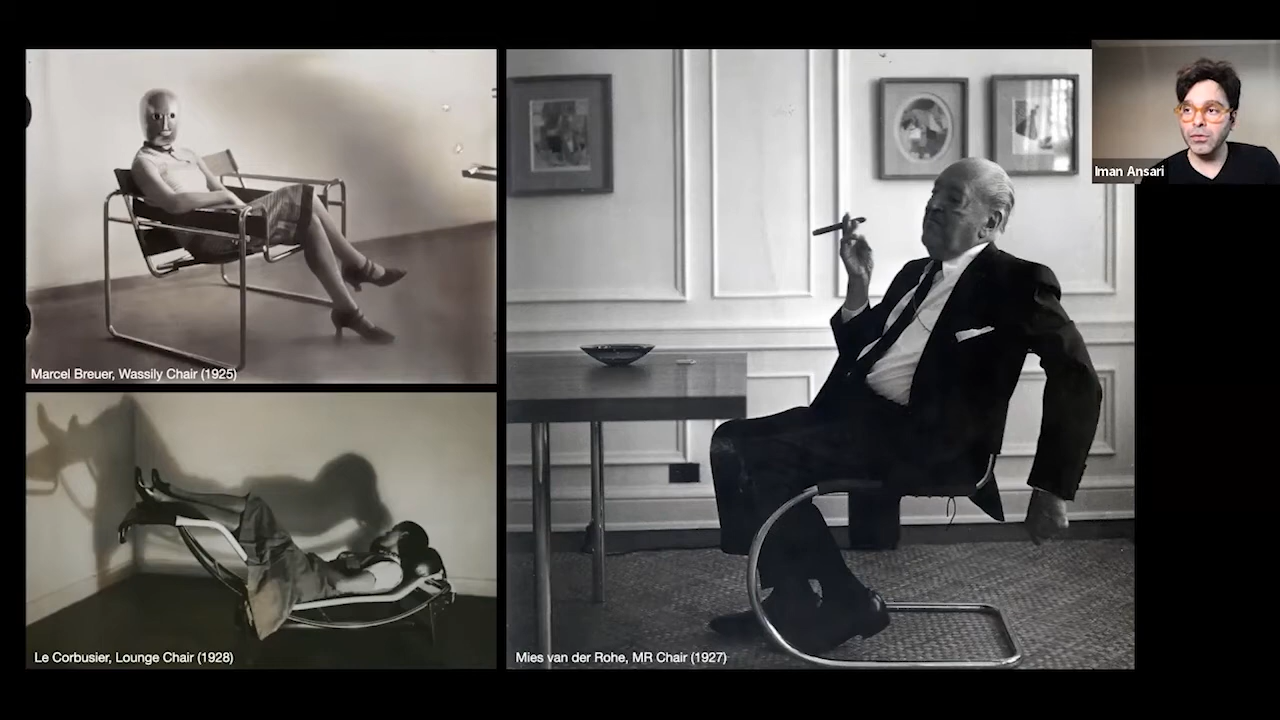 Iman Ansari
Marcel Breuer, Wassily Chair (1925)
Le Corbusier, Lounge Chair (1928)
Mies van der Rohe, MR Chair (1927)